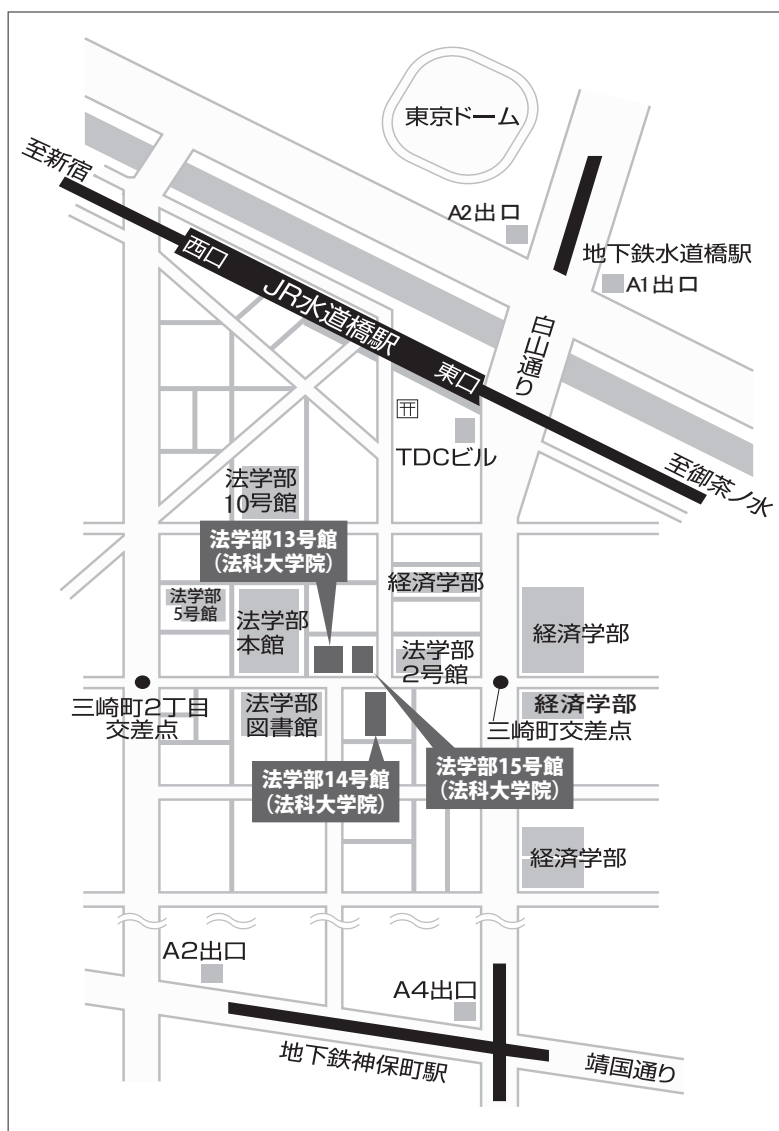 東京ドーム
至新宿
A2出口
地下鉄水道橋駅
A1出口
西口
JR水道橋駅
東口
白山通り
TDCビル
至御茶ノ水
法学部
10号館
法学部13号館
(法科大学院)
経済学部
法学部
5号館
法学部
本館
法学部
2号館
経済学部
三崎町2丁目
交差点
法学部
図書館
経済学部
三崎町交差点
法学部14号館
(法科大学院)
法学部15号館
(法科大学院)
経済学部
A2出口
A4出口
地下鉄神保町駅
靖国通り